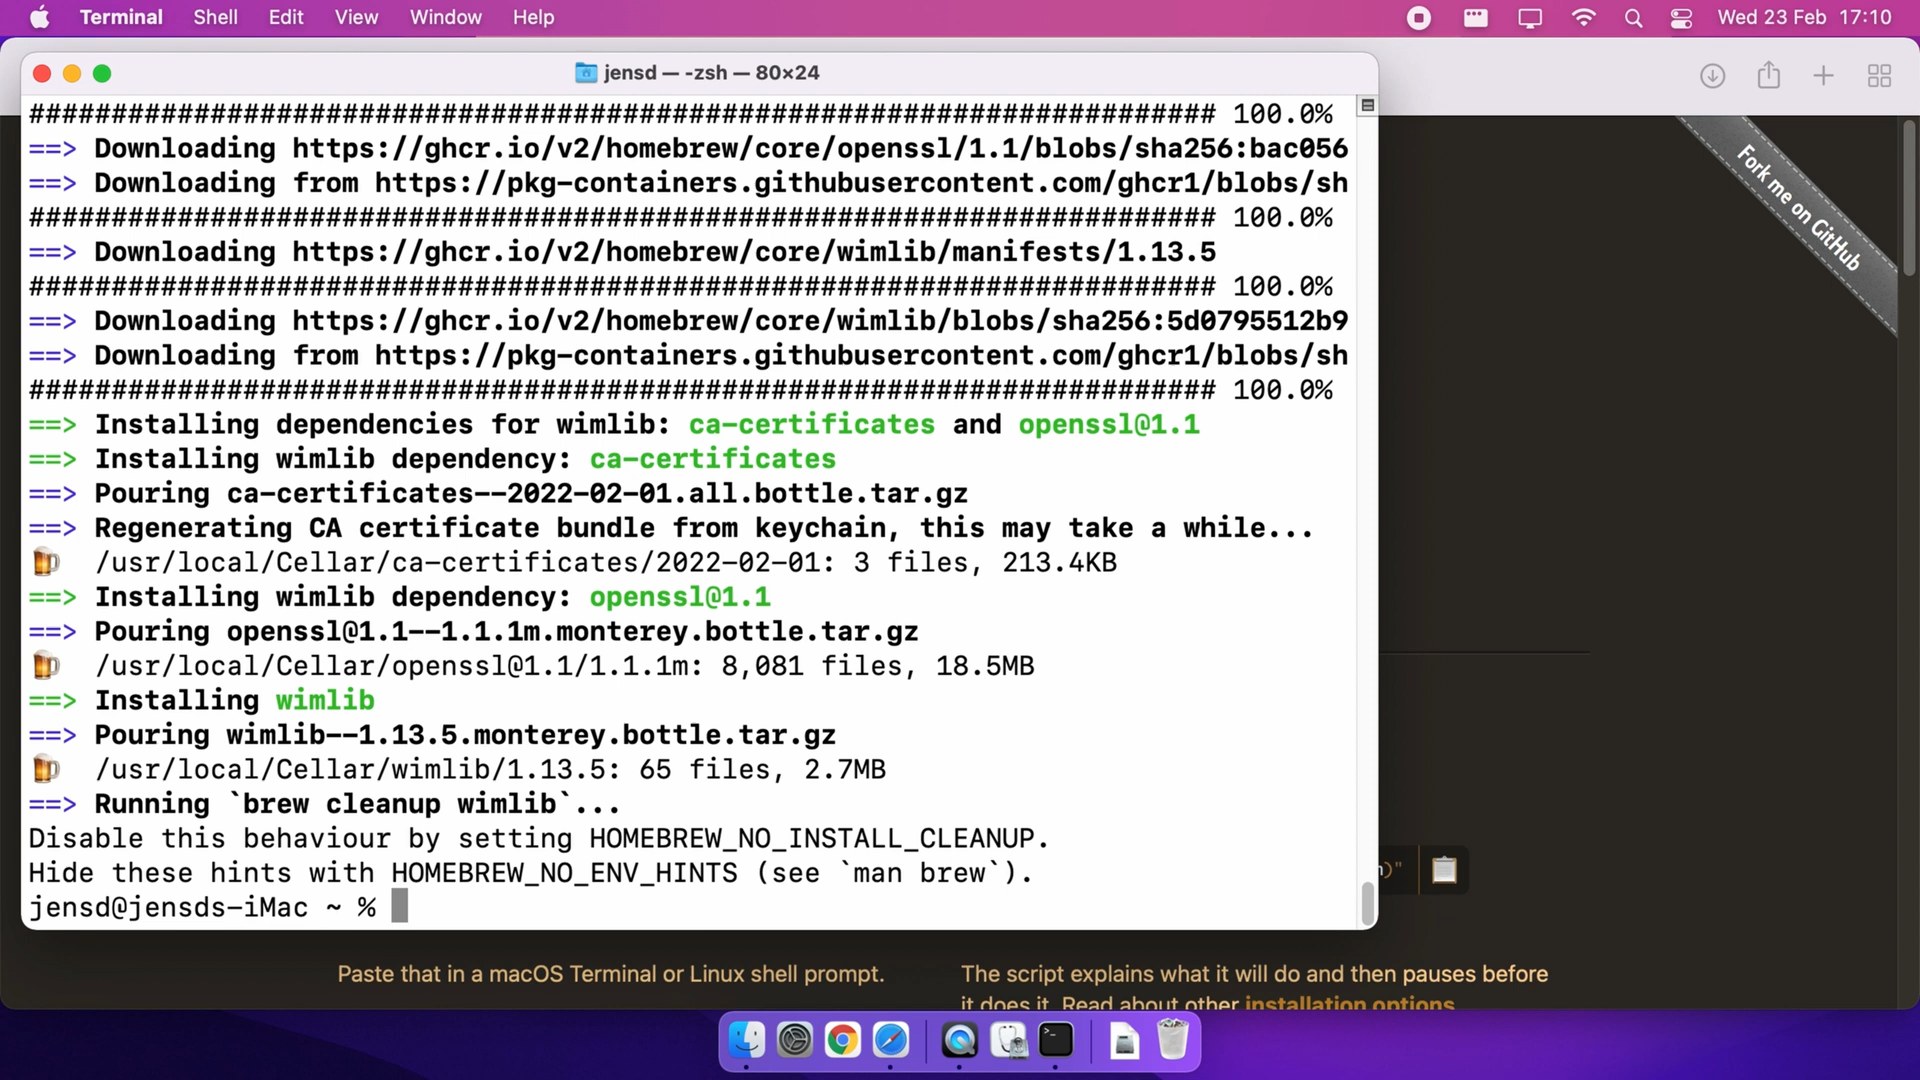 Terminal Shell Edit View Window Help Wed 23 Feb 17:10
jensd — -zsh — 80×24
######################################################################## 100.0%
==> Downloading https://ghcr.io/v2/homebrew/core/openssl/1.1/blobs/sha256:bac056
==> Downloading from https://pkg-containers.githubusercontent.com/ghcr1/blobs/sh
######################################################################## 100.0%
==> Downloading https://ghcr.io/v2/homebrew/core/wimlib/manifests/1.13.5
######################################################################## 100.0%
==> Downloading https://ghcr.io/v2/homebrew/core/wimlib/blobs/sha256:5d0795512b9
==> Downloading from https://pkg-containers.githubusercontent.com/ghcr1/blobs/sh
######################################################################## 100.0%
==> Installing dependencies for wimlib: ca-certificates and openssl@1.1
==> Installing wimlib dependency: ca-certificates
==> Pouring ca-certificates--2022-02-01.all.bottle.tar.gz
==> Regenerating CA certificate bundle from keychain, this may take a while...
🍺 /usr/local/Cellar/ca-certificates/2022-02-01: 3 files, 213.4KB
==> Installing wimlib dependency: openssl@1.1
==> Pouring openssl@1.1--1.1.1m.monterey.bottle.tar.gz
🍺 /usr/local/Cellar/openssl@1.1/1.1.1m: 8,081 files, 18.5MB
==> Installing wimlib
==> Pouring wimlib--1.13.5.monterey.bottle.tar.gz
🍺 /usr/local/Cellar/wimlib/1.13.5: 65 files, 2.7MB
==> Running `brew cleanup wimlib`...
Disable this behaviour by setting HOMEBREW_NO_INSTALL_CLEANUP.
Hide these hints with HOMEBREW_NO_ENV_HINTS (see `man brew`).
jensd@jensds-iMac ~ %
Fork me on GitHub
)"
Paste that in a macOS Terminal or Linux shell prompt.
The script explains what it will do and then pauses before
it does it. Read about other installation options.